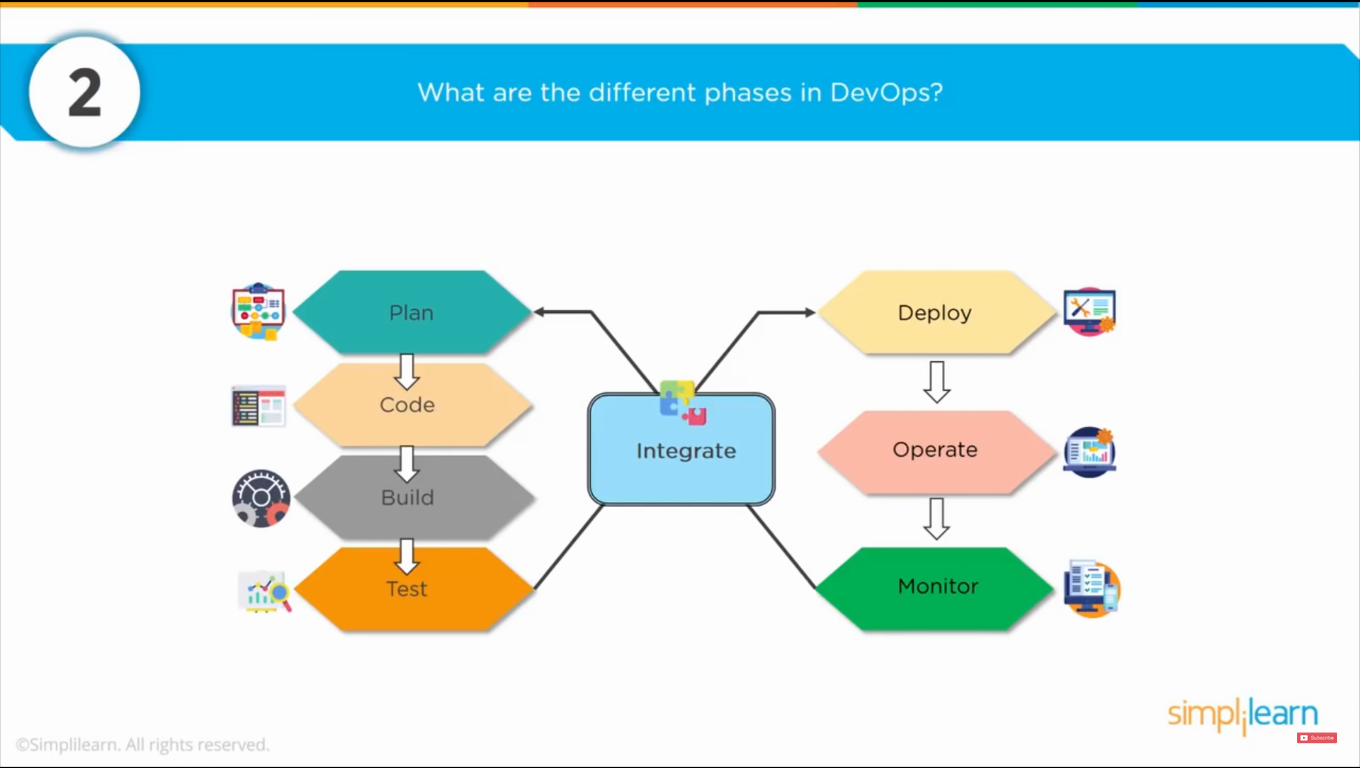 2
What are the different phases in DevOps?
Plan
Code
Build
Test
Integrate
Deploy
Operate
Monitor
simplilearn
Subscribe
©Simplilearn. All rights reserved.